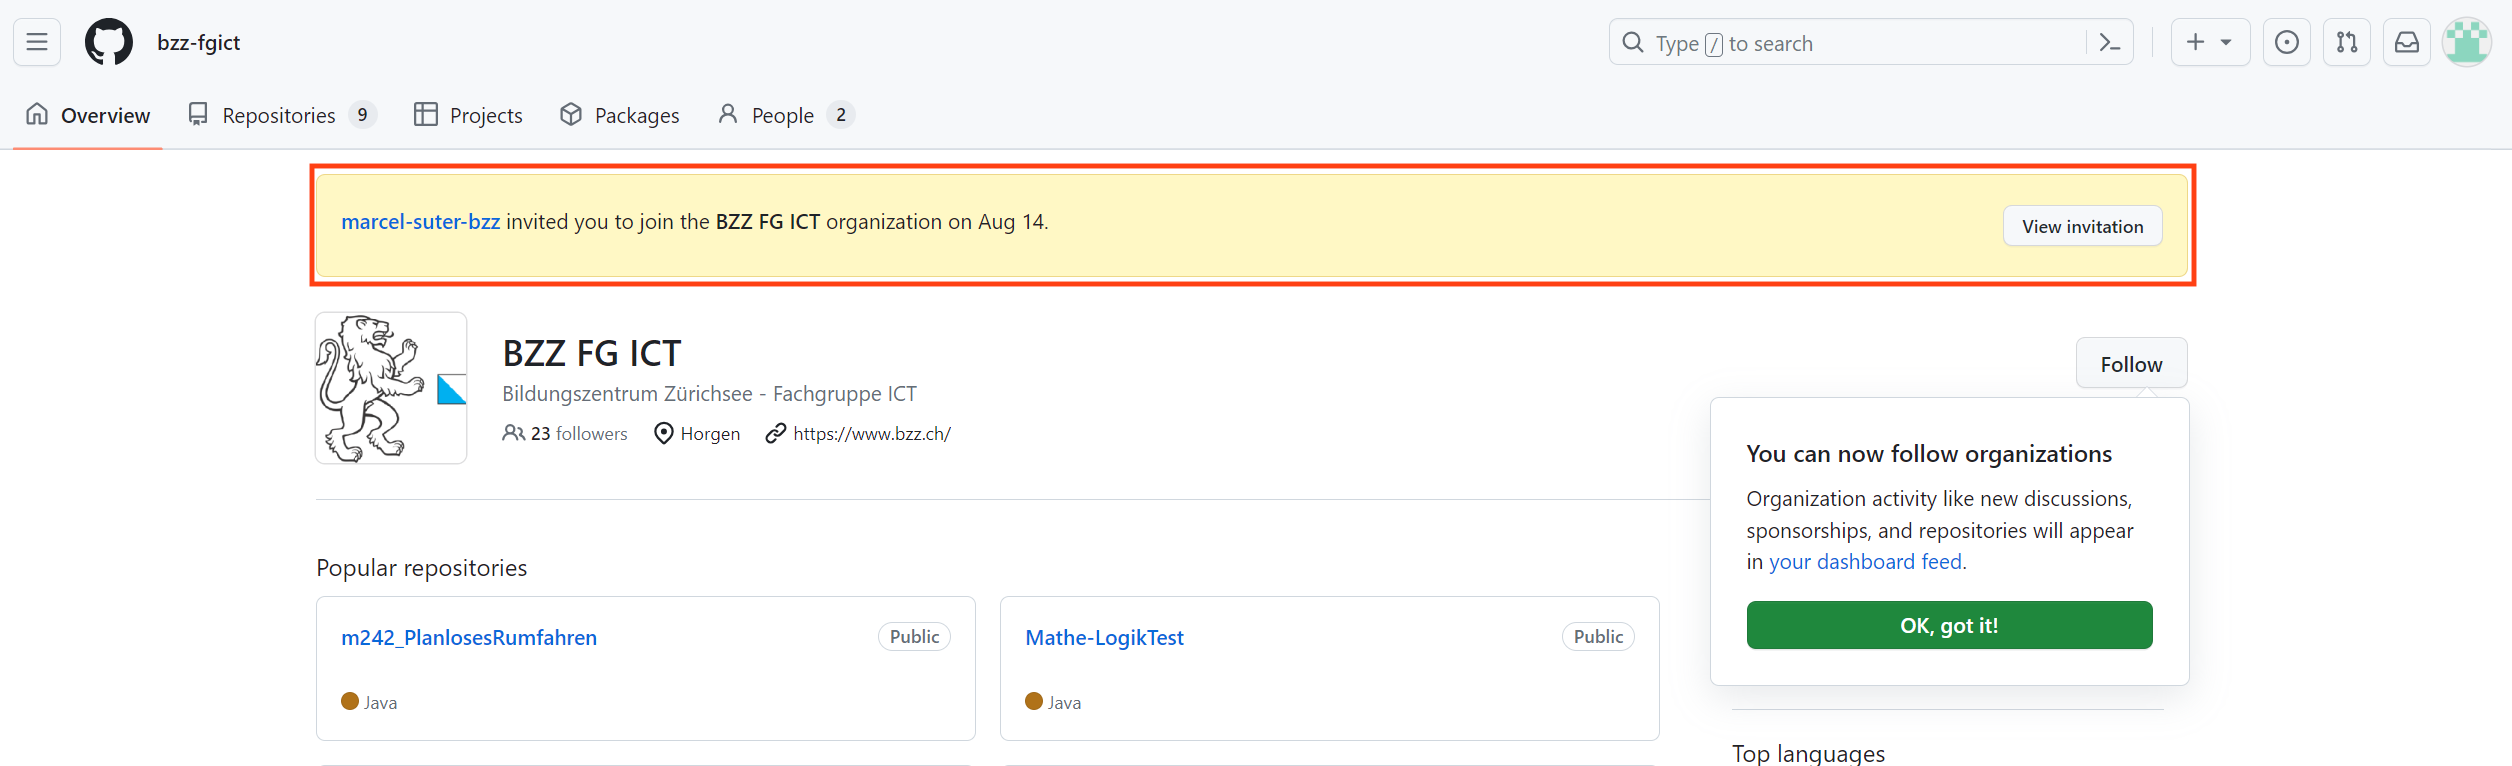 bzz-fgict
Type / to search
Overview
Repositories 9
Projects
Packages
People 2
marcel-suter-bzz invited you to join the BZZ FG ICT organization on Aug 14.
View invitation
BZZ FG ICT
Bildungszentrum Zürichsee - Fachgruppe ICT
23 followers
Horgen
https://www.bzz.ch/
Follow
You can now follow organizations
Organization activity like new discussions,
sponsorships, and repositories will appear
in your dashboard feed.
OK, got it!
Popular repositories
m242_PlanlosesRumfahren
Public
Java
Mathe-LogikTest
Public
Java
Top languages